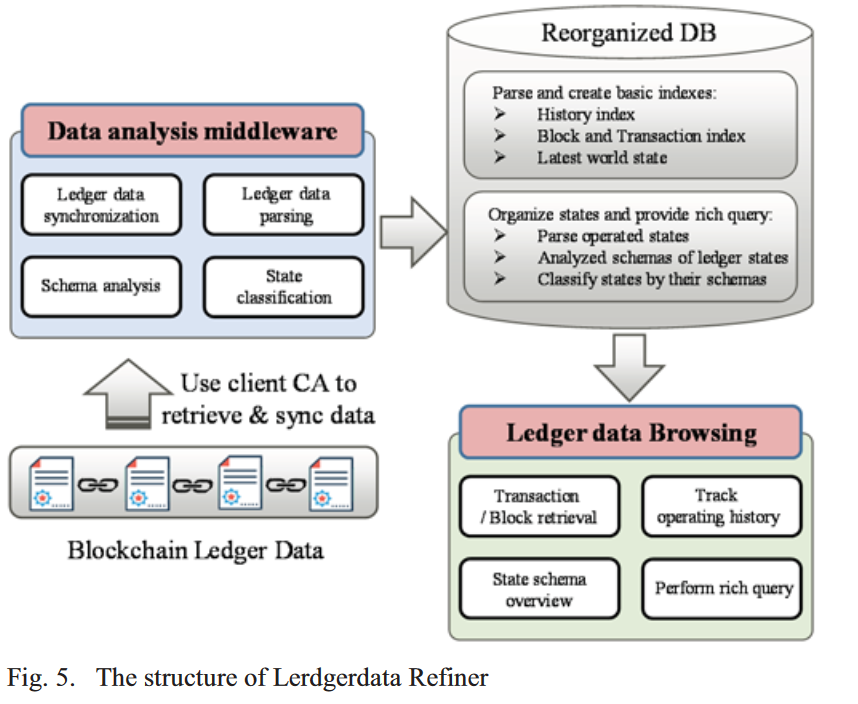 Data analysis middleware
Ledger data
synchronization
Ledger data
parsing
Schema analysis
State
classification
Use client CA to
retrieve & sync data
Blockchain Ledger Data
Reorganized DB
Parse and create basic indexes:
➢ History index
➢ Block and Transaction index
➢ Latest world state
Organize states and provide rich query:
➢ Parse operated states
➢ Analyzed schemas of ledger states
➢ Classify states by their schemas
Ledger data Browsing
Transaction
/ Block retrieval
Track
operating history
State schema
overview
Perform rich query
Fig. 5. The structure of Lerdgerdata Refiner